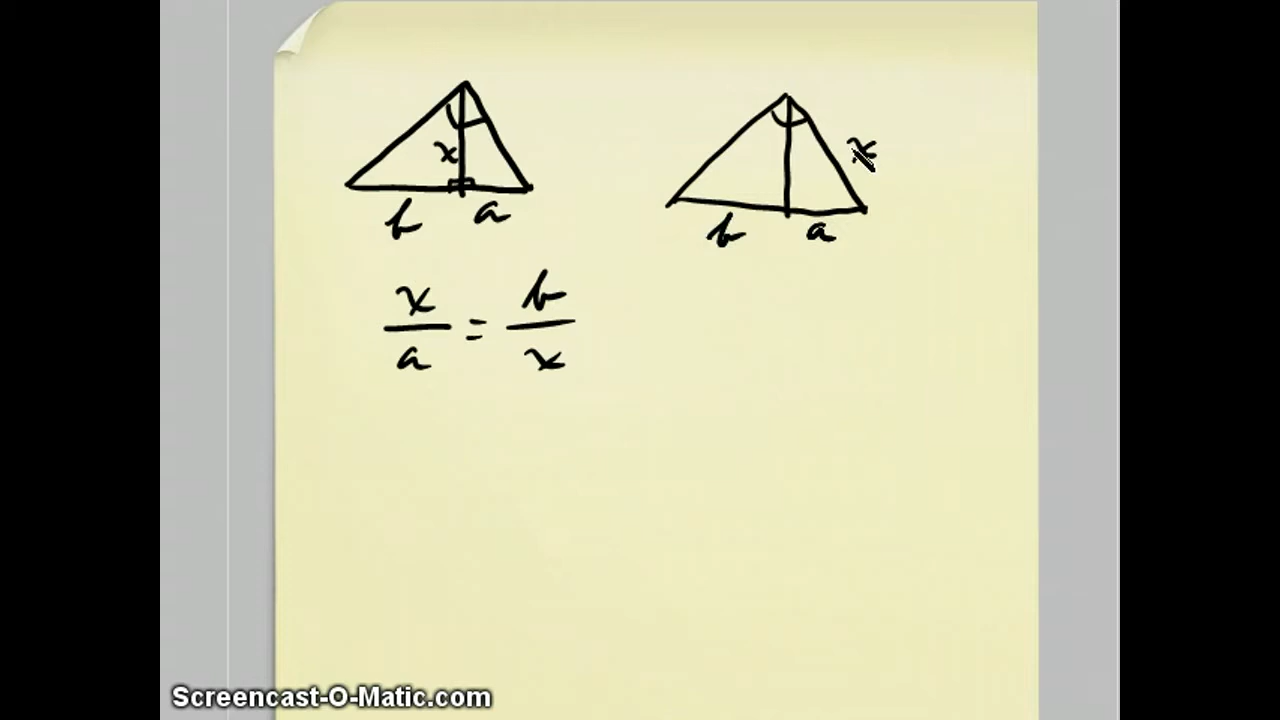 x
x
b a
b a
x/a = b/x
Screencast-O-Matic.com